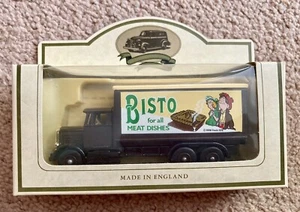 BISTO
for all
MEAT DISHES
MADE IN ENGLAND